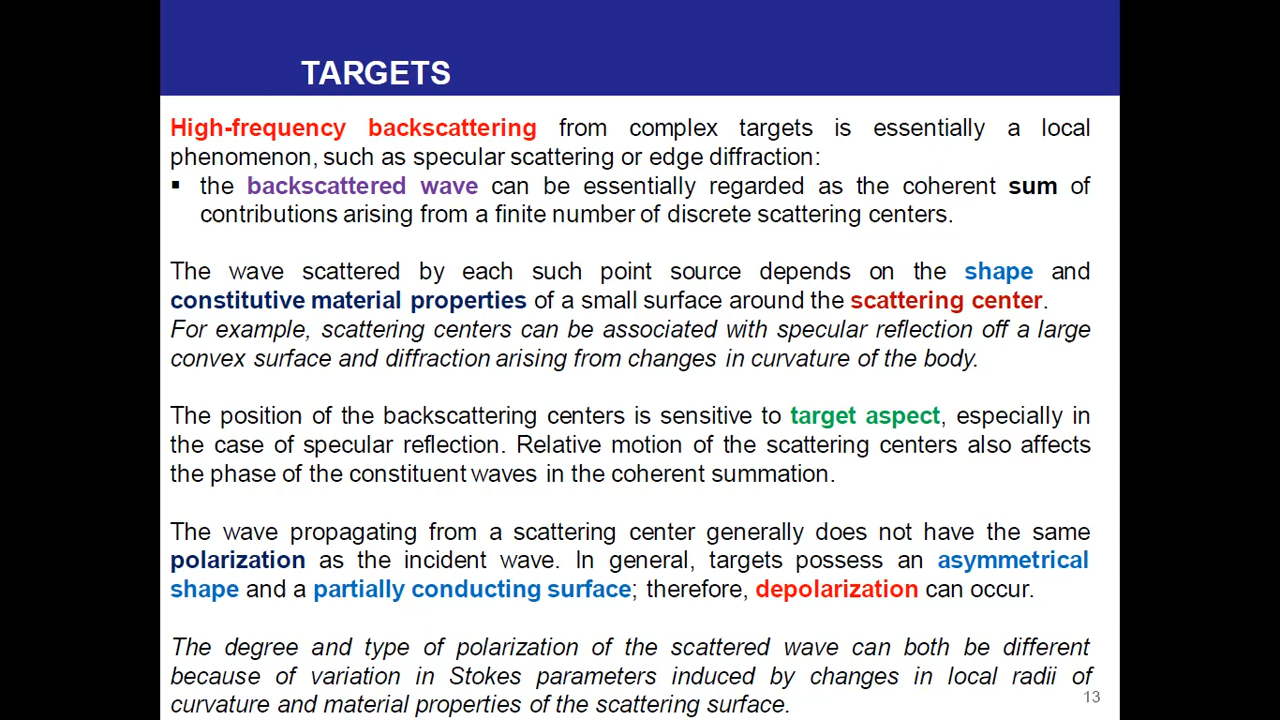 TARGETS
High-frequency backscattering from complex targets is essentially a local
phenomenon, such as specular scattering or edge diffraction:
▪ the backscattered wave can be essentially regarded as the coherent sum of
contributions arising from a finite number of discrete scattering centers.
The wave scattered by each such point source depends on the shape and
constitutive material properties of a small surface around the scattering center.
For example, scattering centers can be associated with specular reflection off a large
convex surface and diffraction arising from changes in curvature of the body.
The position of the backscattering centers is sensitive to target aspect, especially in
the case of specular reflection. Relative motion of the scattering centers also affects
the phase of the constituent waves in the coherent summation.
The wave propagating from a scattering center generally does not have the same
polarization as the incident wave. In general, targets possess an asymmetrical
shape and a partially conducting surface; therefore, depolarization can occur.
The degree and type of polarization of the scattered wave can both be different
because of variation in Stokes parameters induced by changes in local radii of
curvature and material properties of the scattering surface.
13